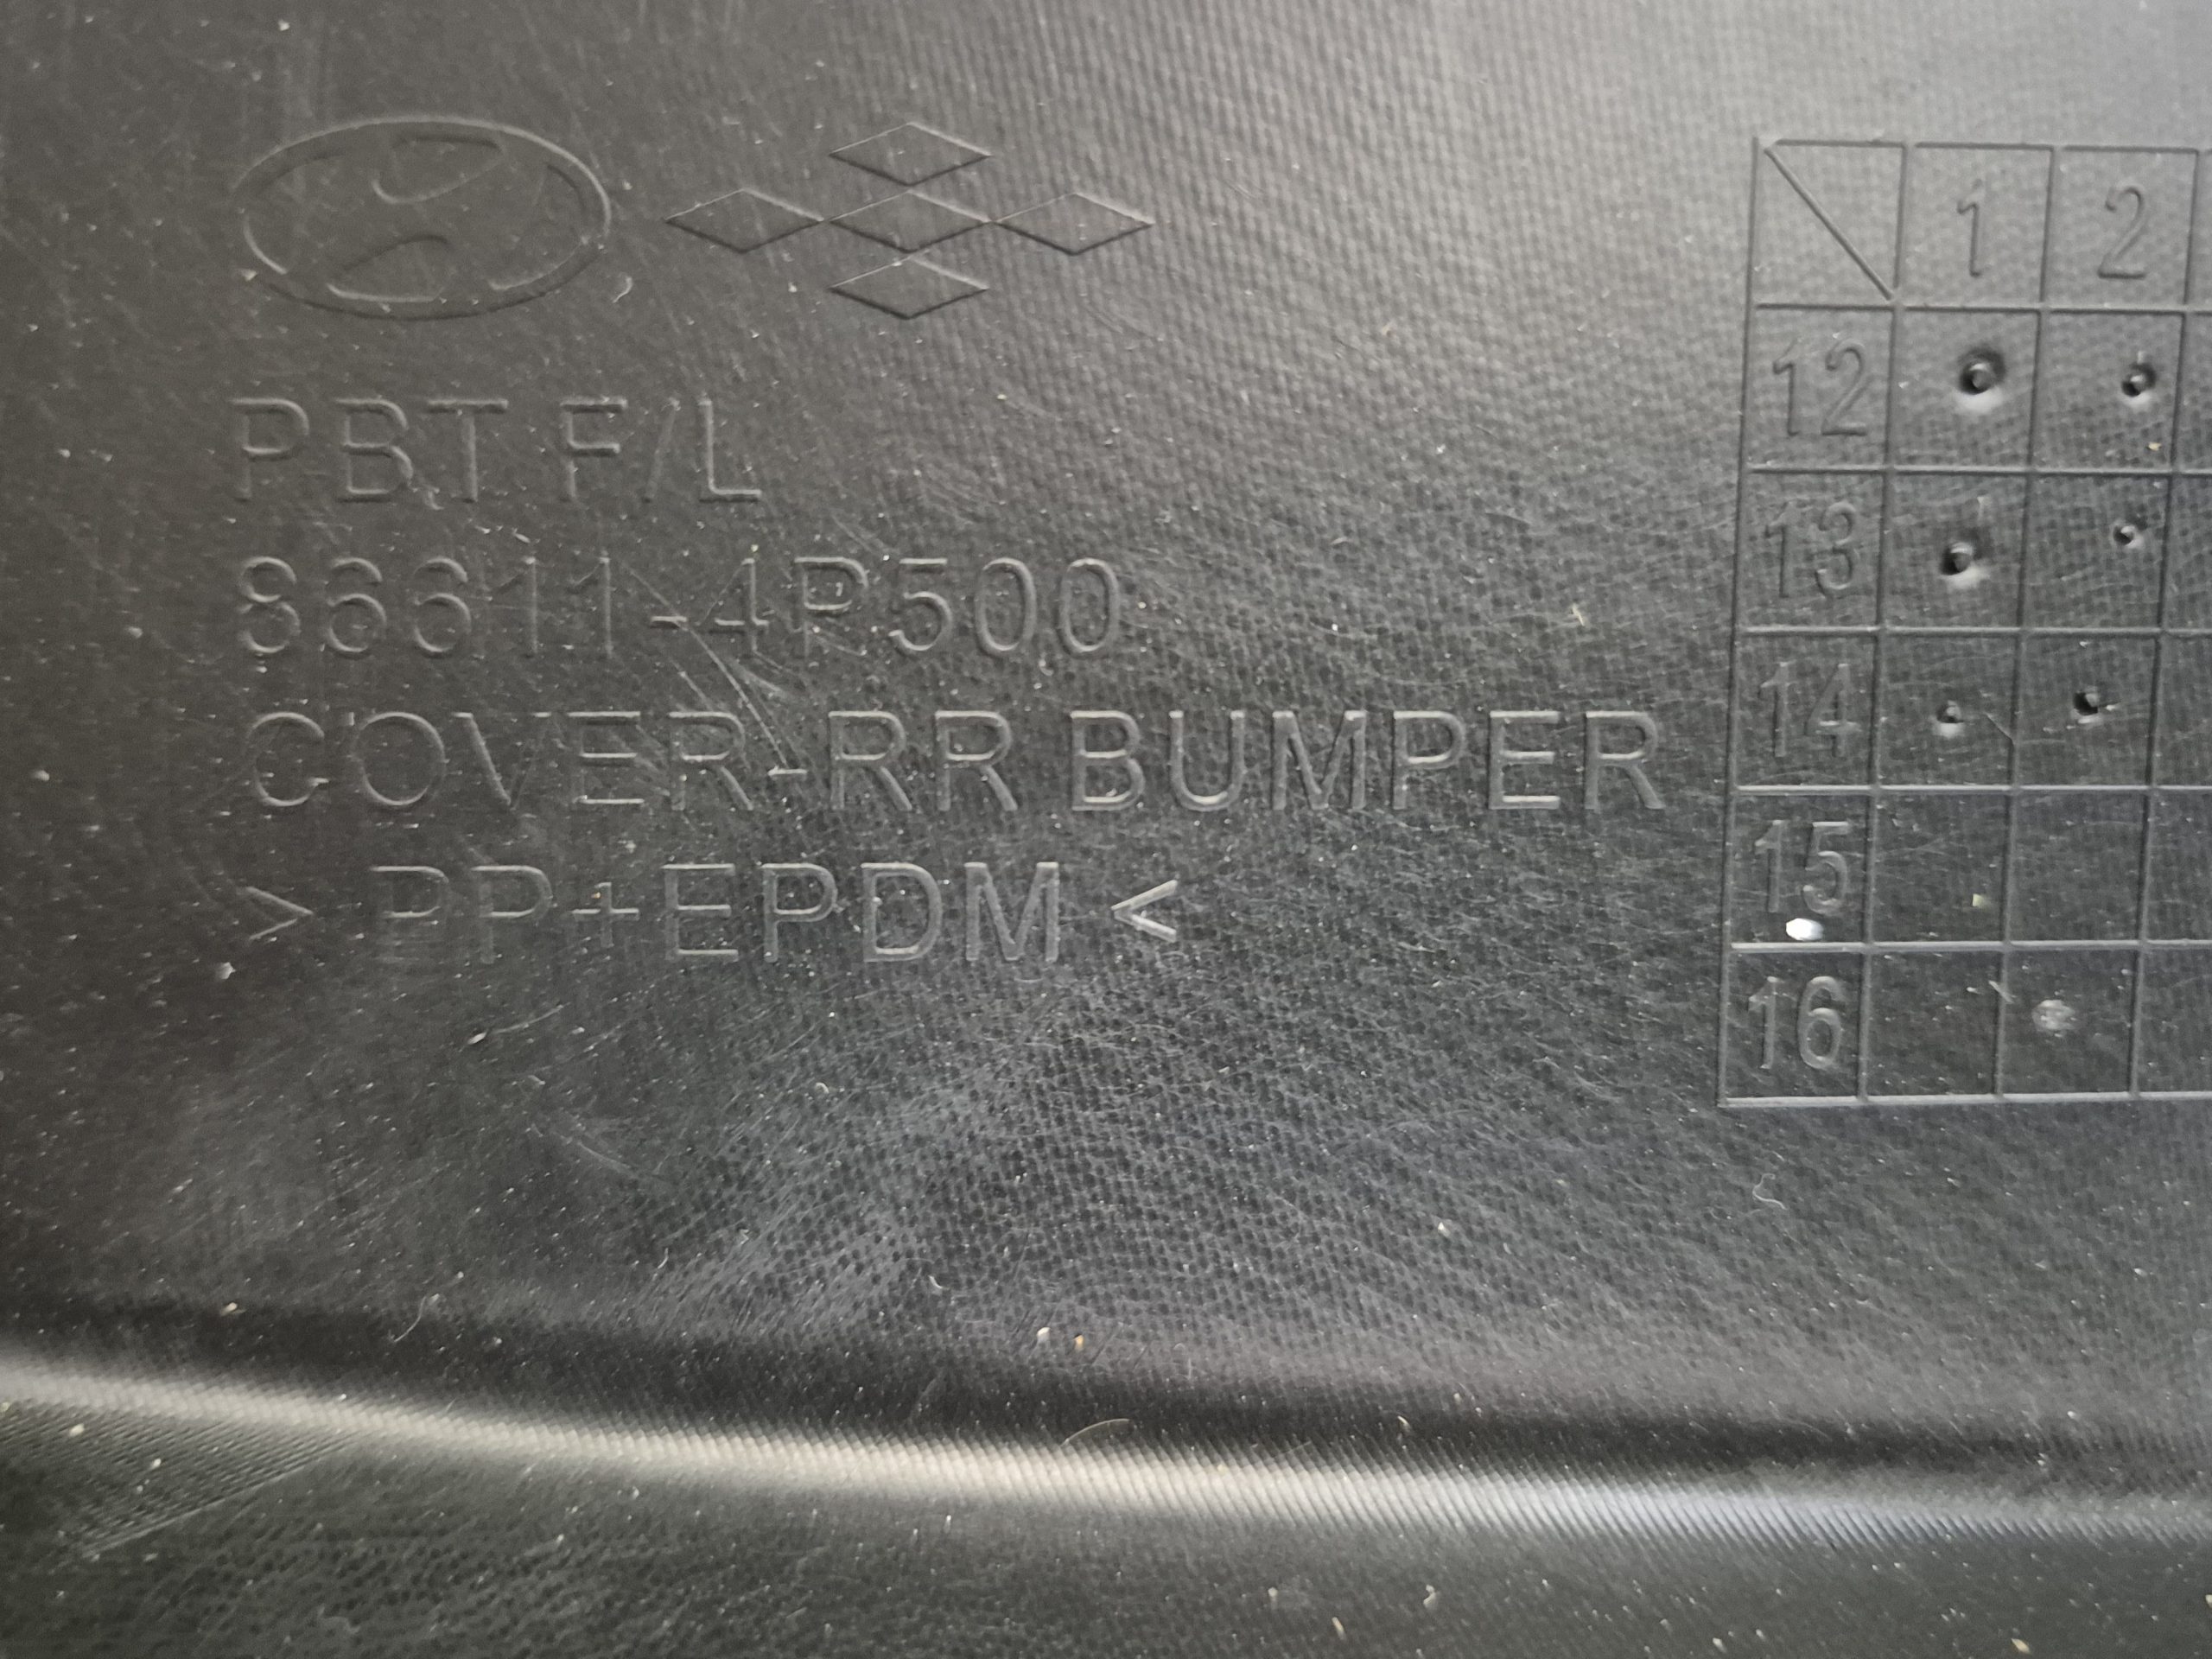 PBT F/L
86611-4P500
COVER-RR BUMPER
> PP+EPDM <
1 2
12
13
14
15
16